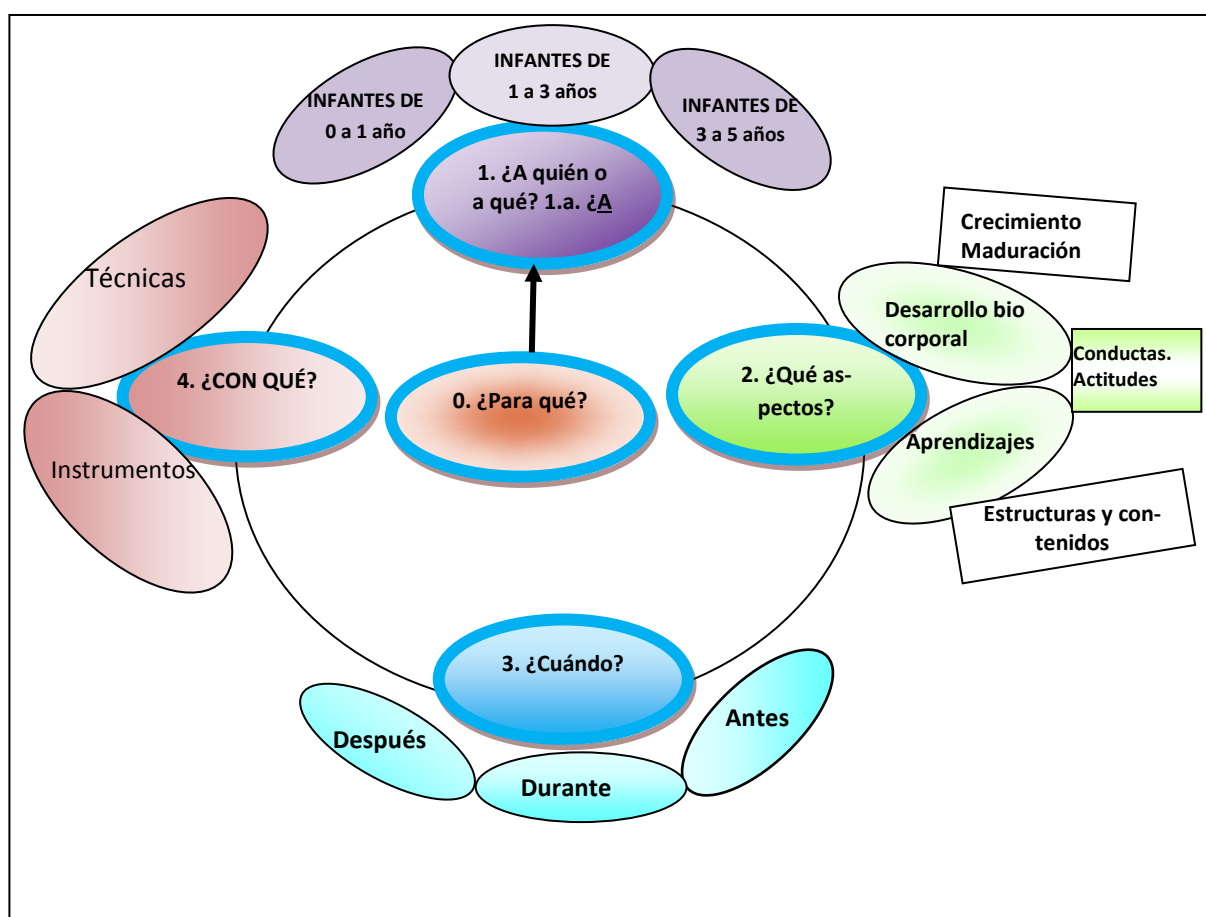 INFANTES DE
1 a 3 años
INFANTES DE
0 a 1 año
INFANTES DE
3 a 5 años
1. ¿A quién o
a qué? 1.a. ¿A
Crecimiento
Maduración
Técnicas
Desarrollo bio
corporal
Conductas.
Actitudes
4. ¿CON QUÉ?
0. ¿Para qué?
2. ¿Qué as-
pectos?
Aprendizajes
Instrumentos
Estructuras y con-
tenidos
3. ¿Cuándo?
Antes
Después
Durante